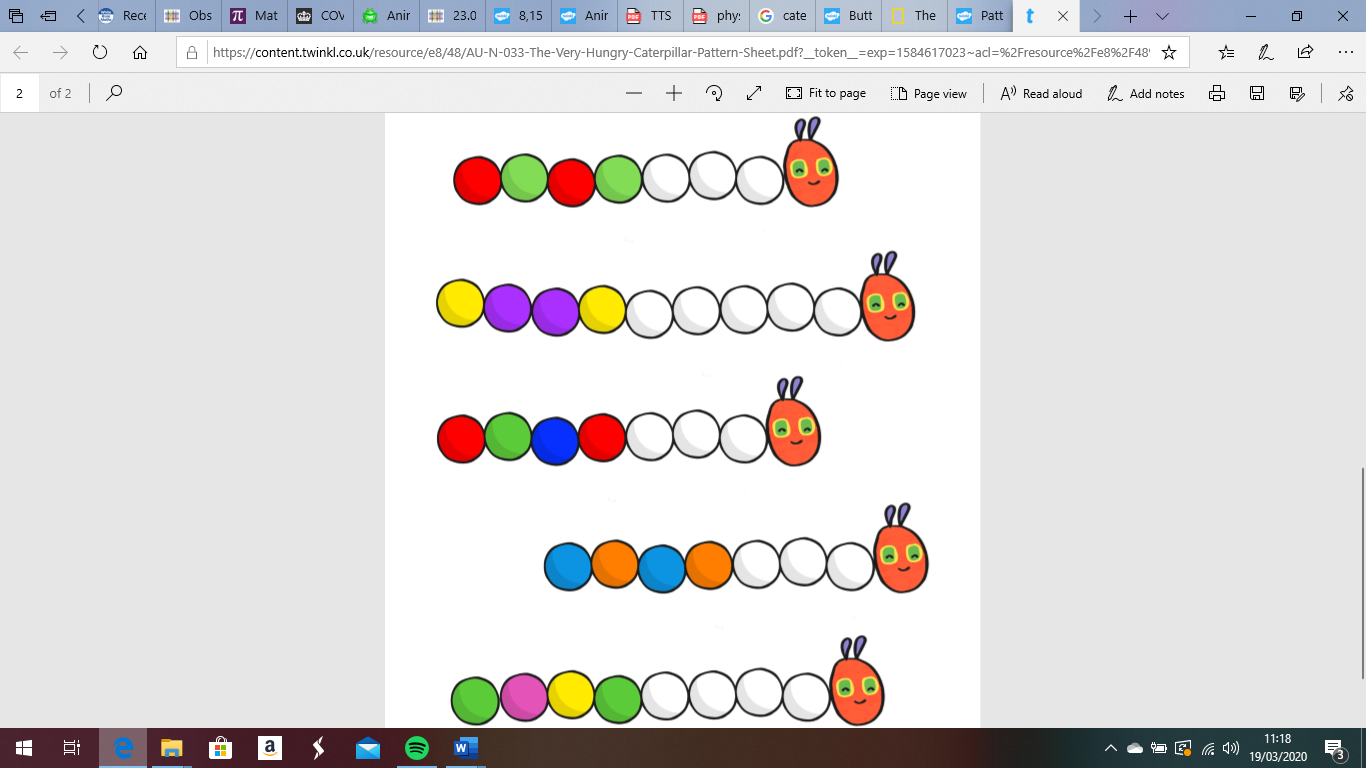 Rece
Obs
Mat
COV
Anir
23.0
8,15
Anir
TTS
phys
cate
Butt
The
Patt
https://content.twinkl.co.uk/resource/e8/48/AU-N-033-The-Very-Hungry-Caterpillar-Pattern-Sheet.pdf?__token__=exp=1584617023~acl=%2Fresource%2Fe8%2F48
2 of 2 Fit to page Page view Read aloud Add notes
11:18
19/03/2020
3